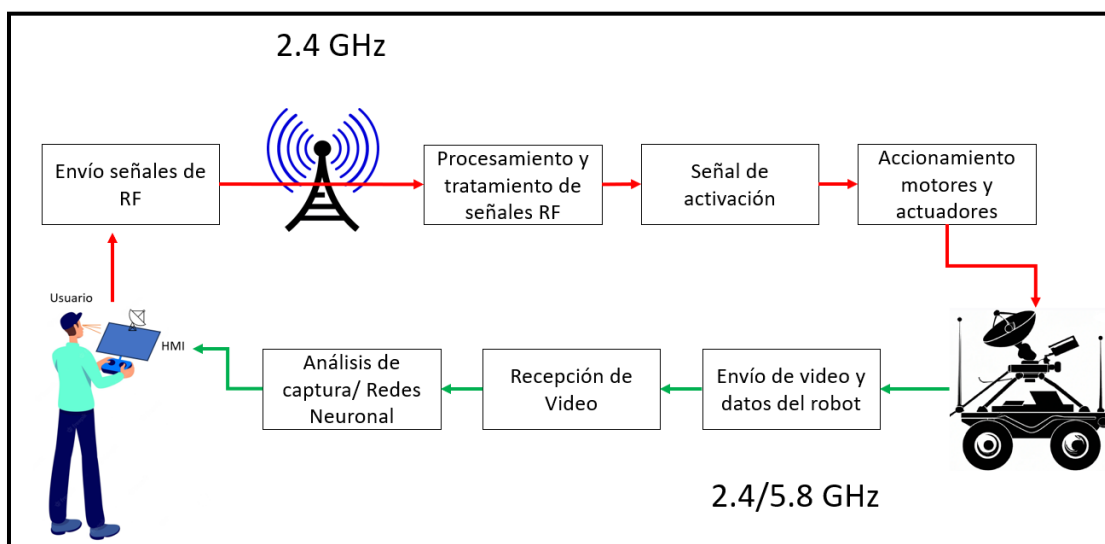 2.4 GHz
Envío señales de
RF
Procesamiento y
tratamiento de
señales RF
Señal de
activación
Accionamiento
motores y
actuadores
Usuario
HMI
Análisis de
captura/ Redes
Neuronal
Recepción de
Video
Envío de video y
datos del robot
2.4/5.8 GHz